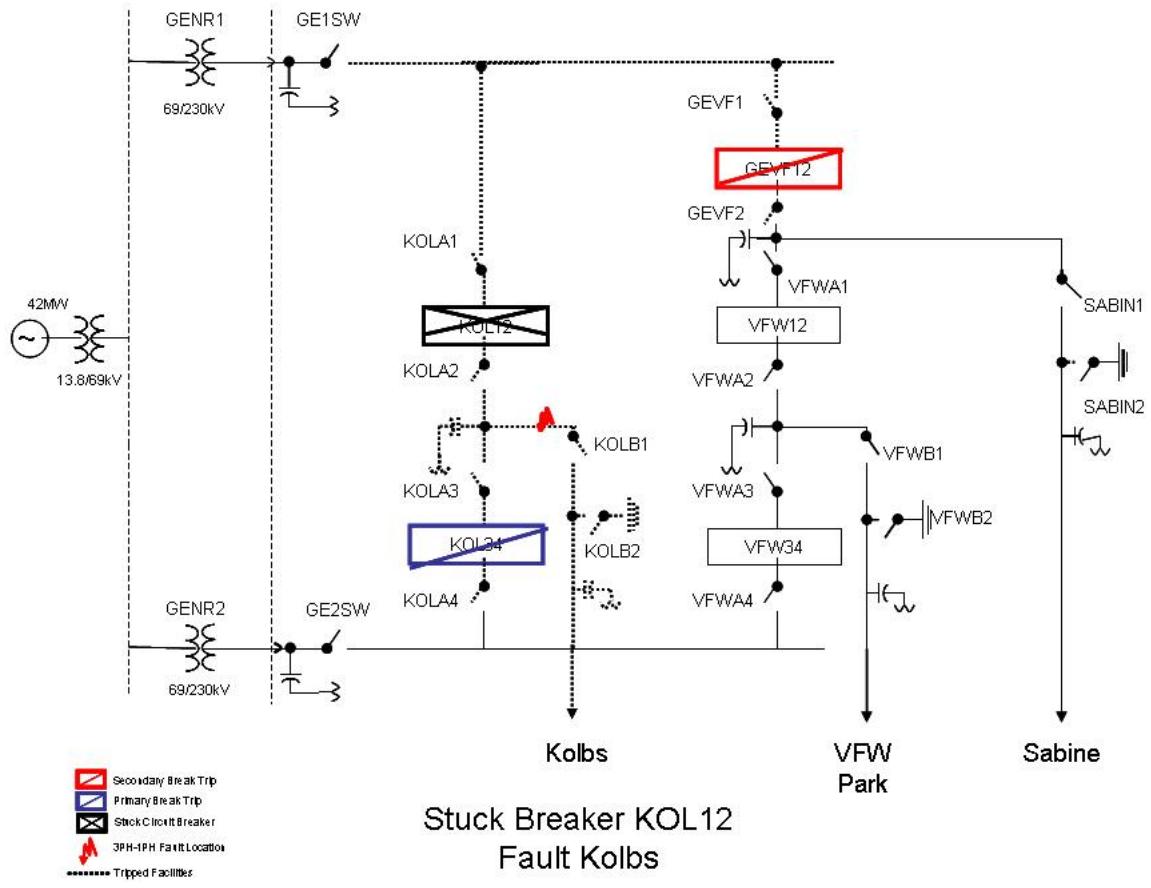 GENR1
GE1SW
69/230kV
GEVF1
GEVF12
GEVF2
KOLA1
VFWA1
SABIN1
42MW
~
KOL12
VFW12
13.8/69kV
KOLA2
VFWA2
SABIN2
KOLB1
VFWB1
KOLA3
VFWA3
KOL34
KOLB2
VFW34
VFWB2
GENR2
GE2SW
KOLA4
VFWA4
69/230kV
Kolbs
VFW
Park
Sabine
Secondary Break Trip
Primary Break Trip
Stuck Circuit Breaker
3PH-1PH Fault Location
Tripped Facilities
Stuck Breaker KOL12
Fault Kolbs